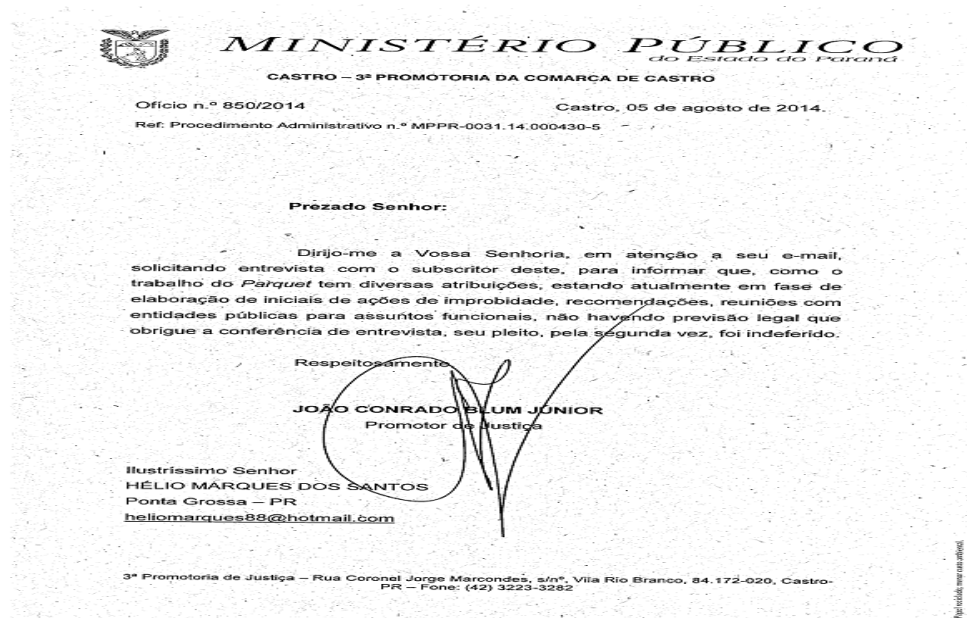 MINISTÉRIO PÚBLICO
do Estado do Paraná
CASTRO – 3ª PROMOTORIA DA COMARCA DE CASTRO
Ofício n.º 850/2014
Castro, 05 de agosto de 2014.
Ref: Procedimento Administrativo n.º MPPR-0031.14.000430-5
Prezado Senhor:
Dirijo-me a Vossa Senhoria, em atenção a seu e-mail,
solicitando entrevista com o subscritor deste, para informar que, como o
trabalho do Parquet tem diversas atribuições, estando atualmente em fase de
elaboração de iniciais de ações de improbidade, recomendações, reuniões com
entidades públicas para assuntos funcionais, não havendo previsão legal que
obrigue a conferência de entrevista, seu pleito, pela segunda vez, foi indeferido.
Respeitosamente
JOÃO CONRADO BLUM JÚNIOR
Promotor de Justiça
Ilustríssimo Senhor
HÉLIO MARQUES DOS SANTOS
Ponta Grossa – PR
heliomarques88@hotmail.com
3ª Promotoria de Justiça – Rua Coronel Jorge Marcondes, s/nº, Vila Rio Branco, 84.172-020, Castro-
PR – Fone: (42) 3223-3282
Papel reciclado, menor custo ambiental.